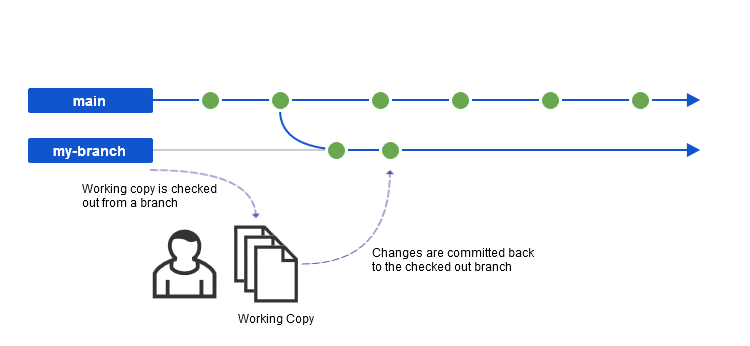 main
my-branch
Working copy is checked
out from a branch
Changes are committed back
to the checked out branch
Working Copy